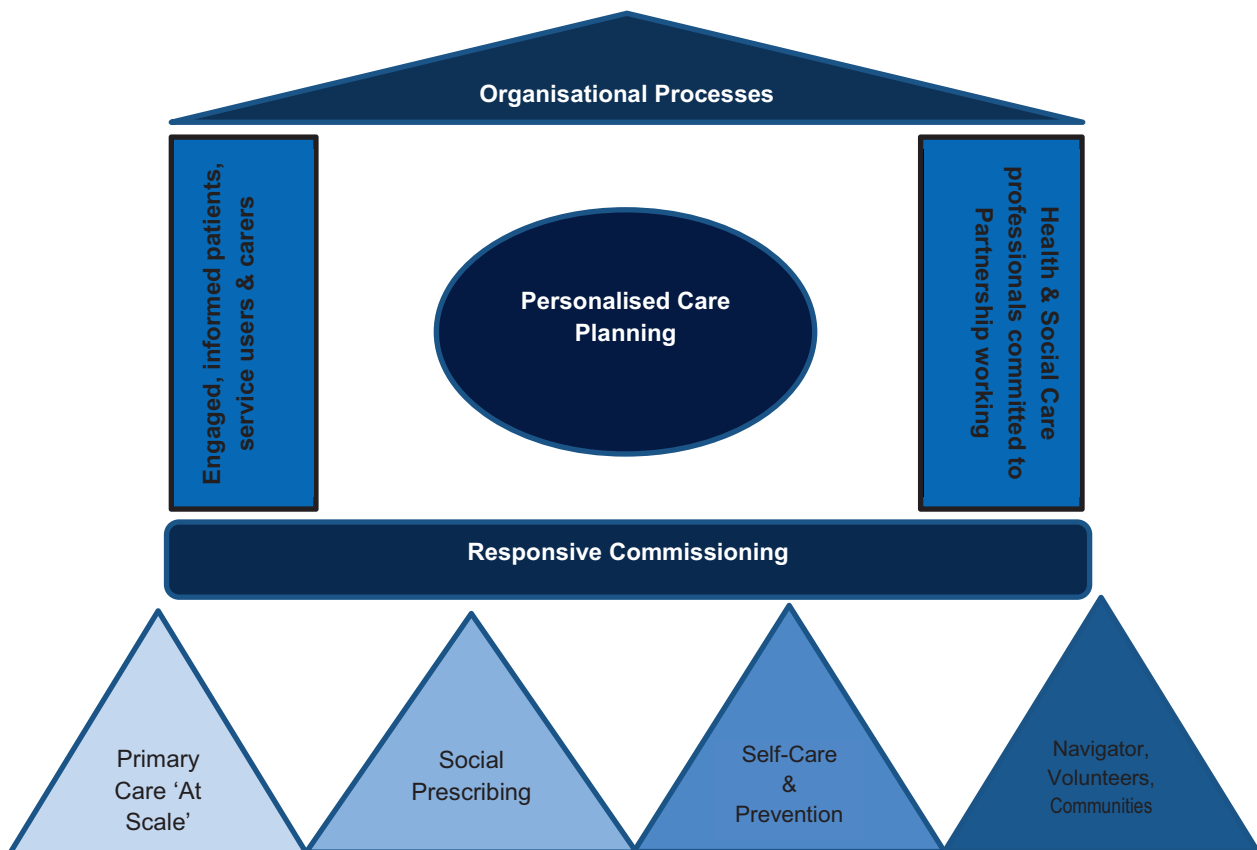 Organisational Processes
Engaged, informed patients,
service users & carers
Personalised Care
Planning
Health & Social Care
professionals committed to
Partnership working
Responsive Commissioning
Primary
Care ‘At
Scale’
Social
Prescribing
Self-Care
&
Prevention
Navigator,
Volunteers,
Communities